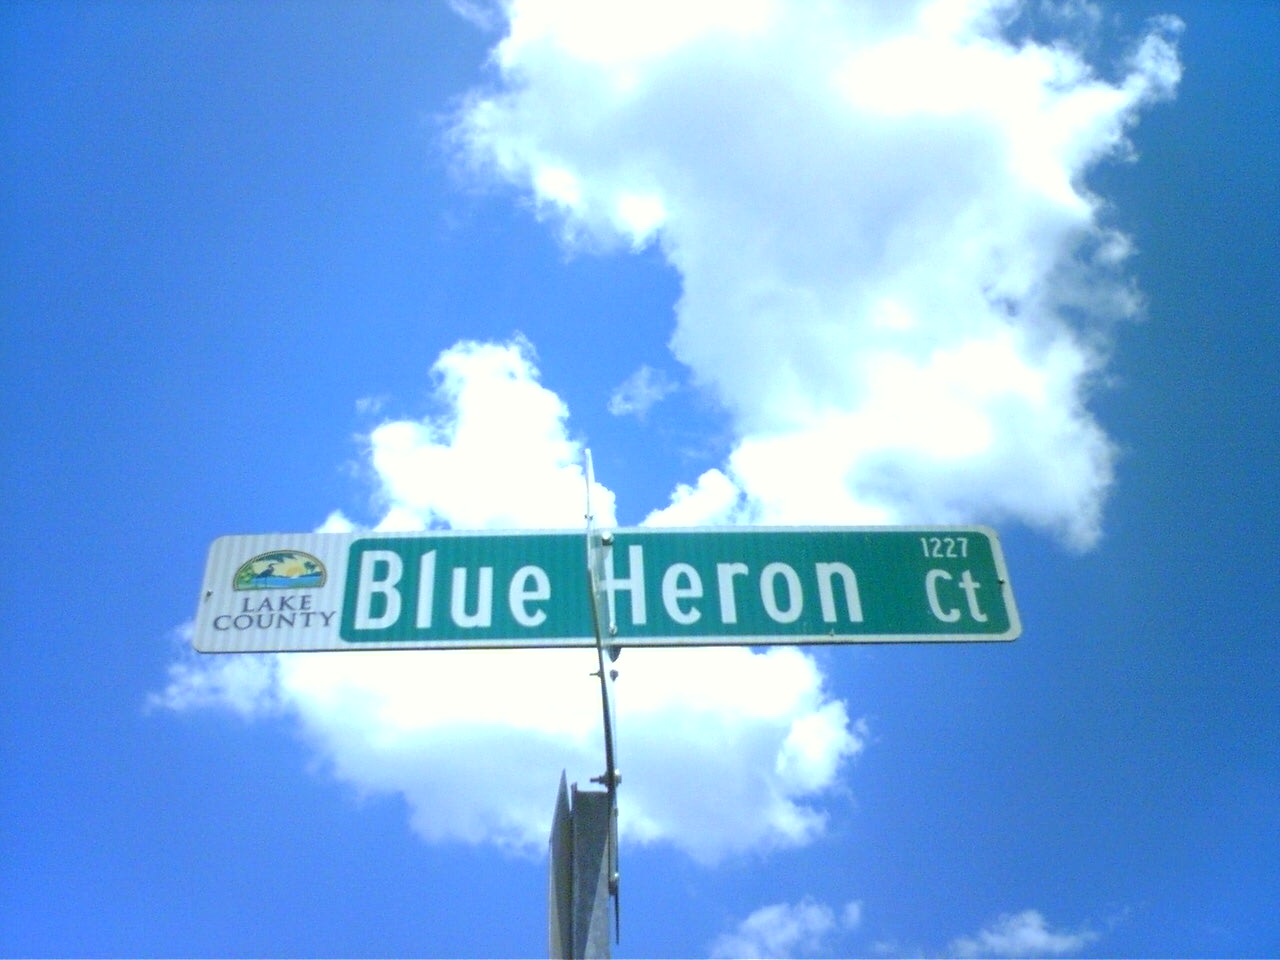 LAKE
COUNTY
Blue Heron Ct
1227